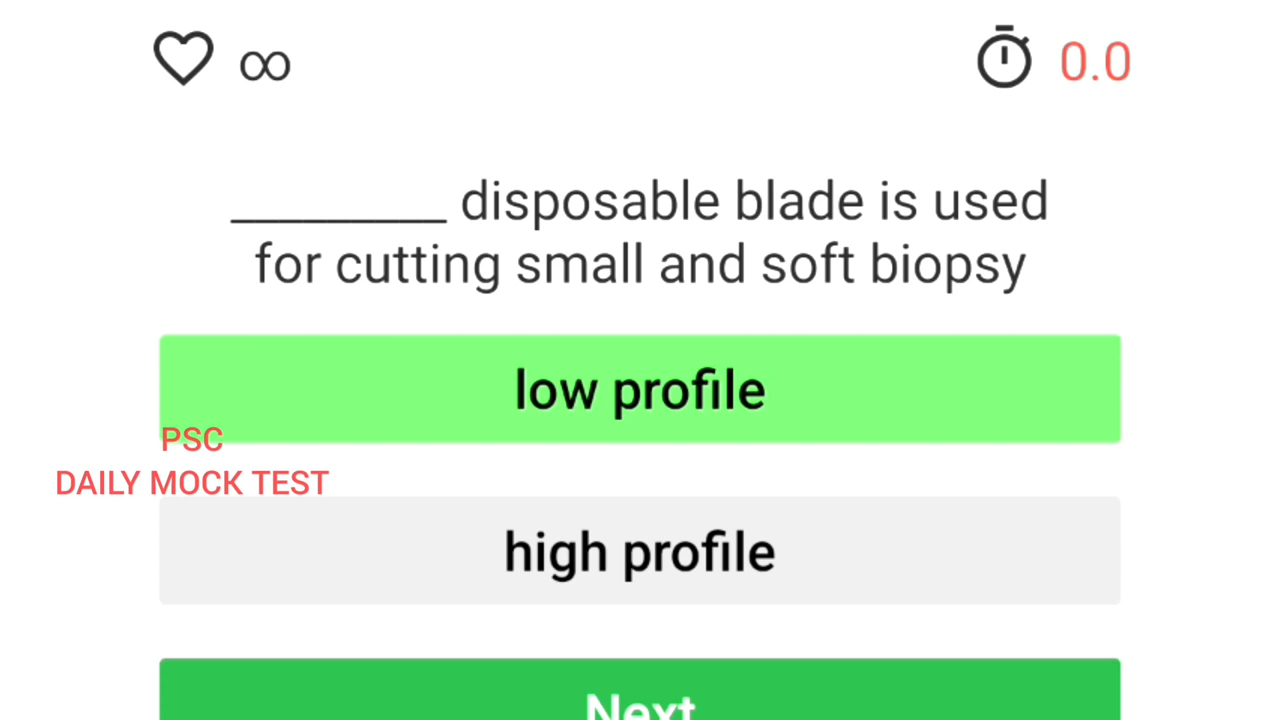 ∞
0.0
_________ disposable blade is used
for cutting small and soft biopsy
low profile
PSC
DAILY MOCK TEST
high profile
Next